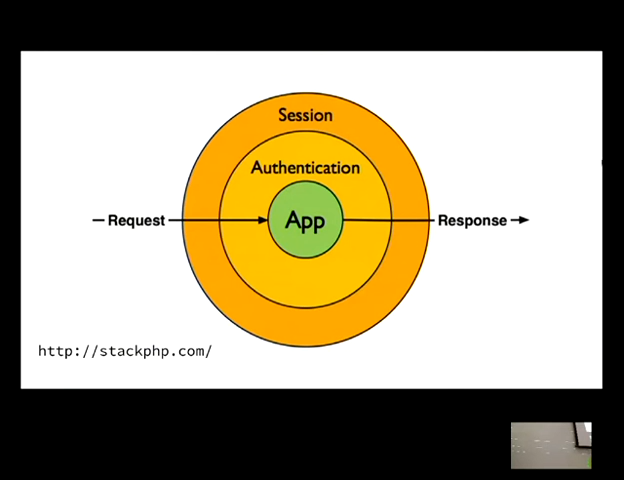 Session
Authentication
Request
App
Response
http://stackphp.com/